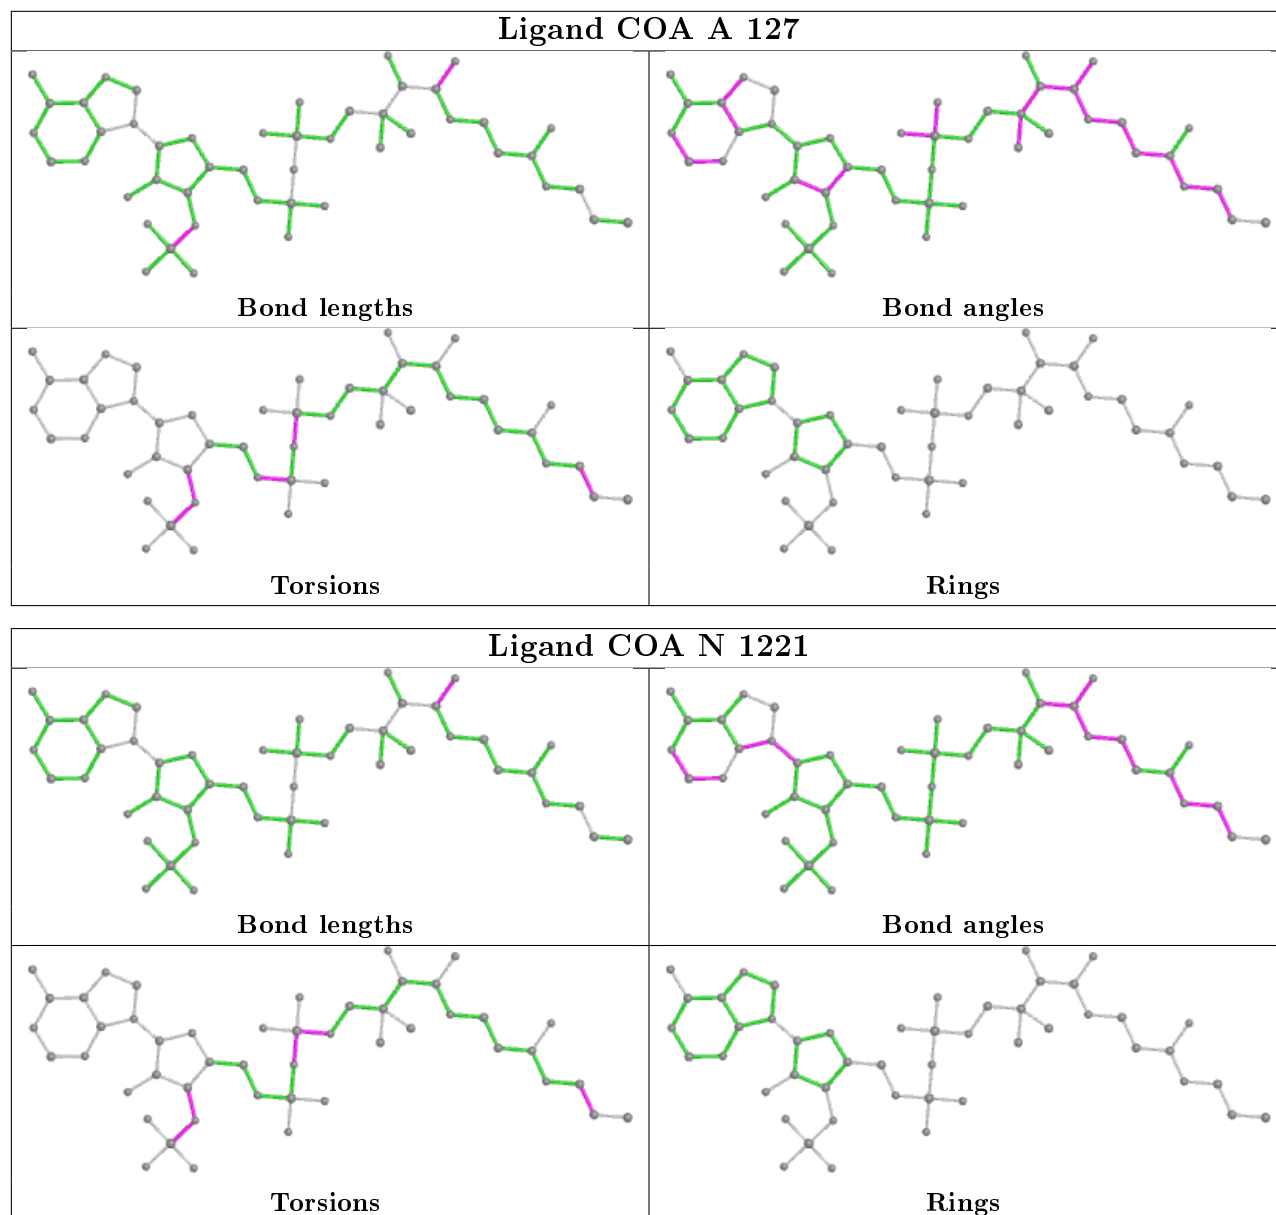 Ligand COA A 127
Bond lengths
Bond angles
Torsions
Rings
Ligand COA N 1221
Bond lengths
Bond angles
Torsions
Rings